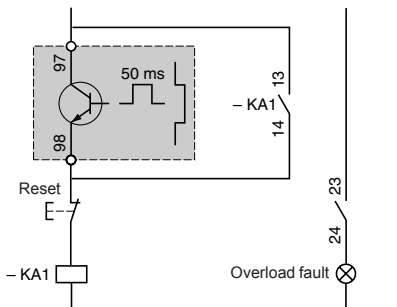 97
50 ms
98
13
– KA1
14
Reset
– KA1
23
24
Overload fault